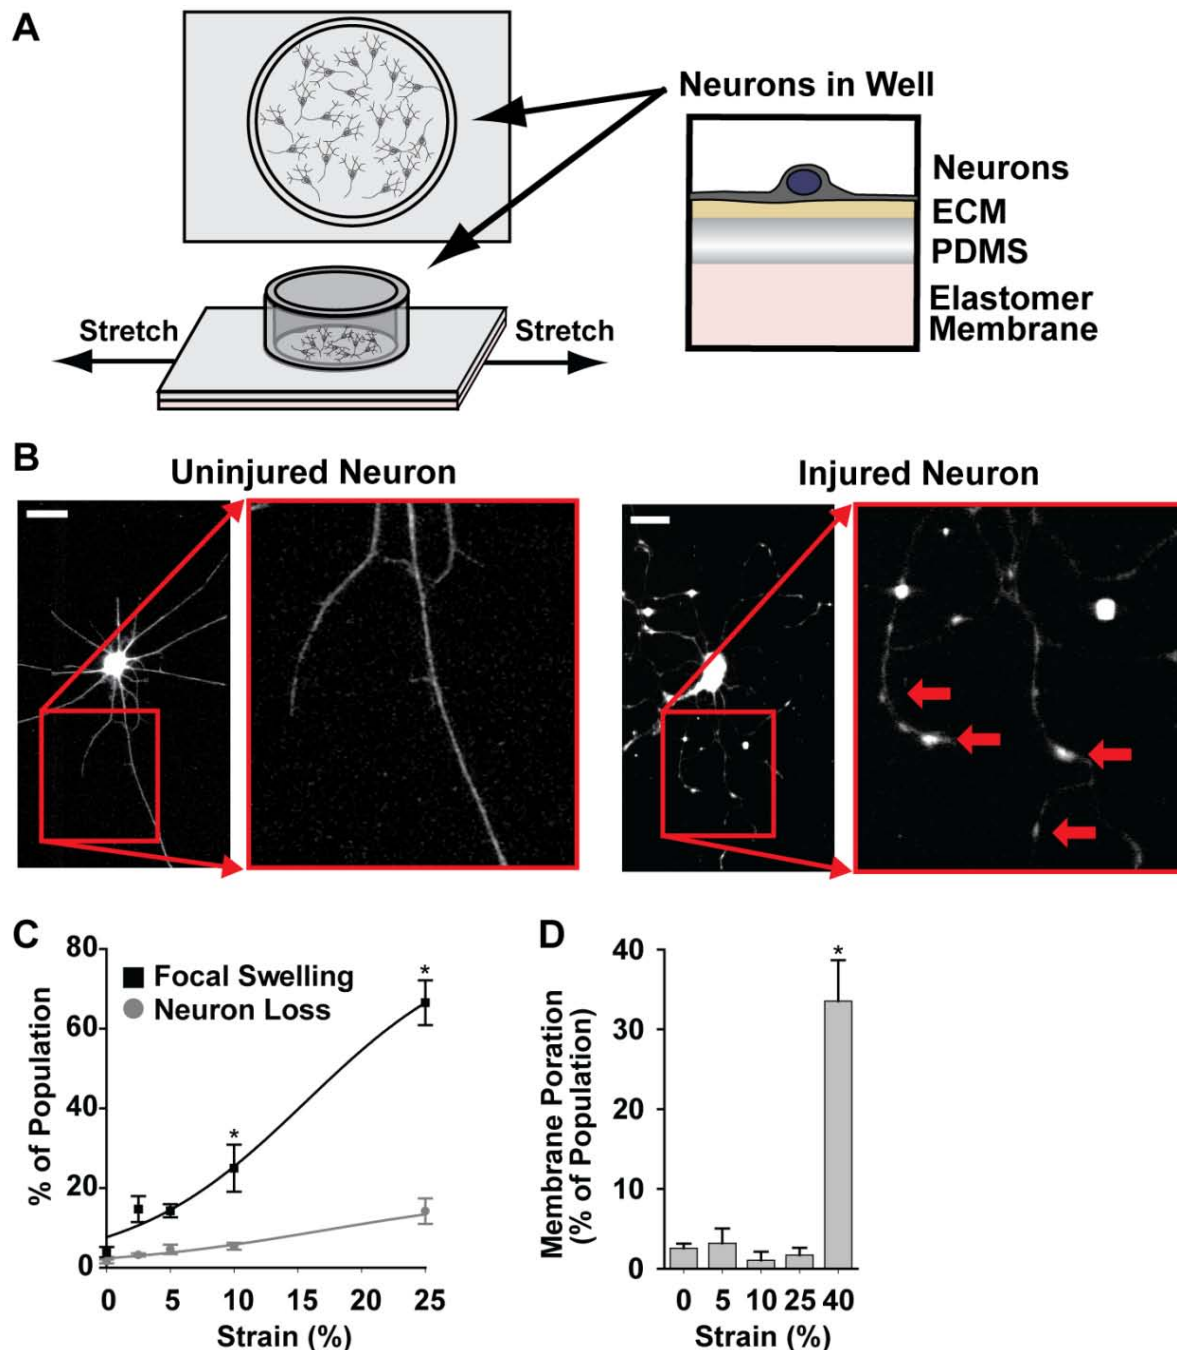 A
Neurons in Well
Neurons
ECM
PDMS
Elastomer
Membrane
Stretch
Stretch
B
Uninjured Neuron
Injured Neuron
C
80
60
40
20
0
% of Population
Focal Swelling
Neuron Loss
*
*
0 5 10 15 20 25
Strain (%)
D
40
30
20
10
0
Membrane Poration
(% of Population)
*
0 5 10 25 40
Strain (%)